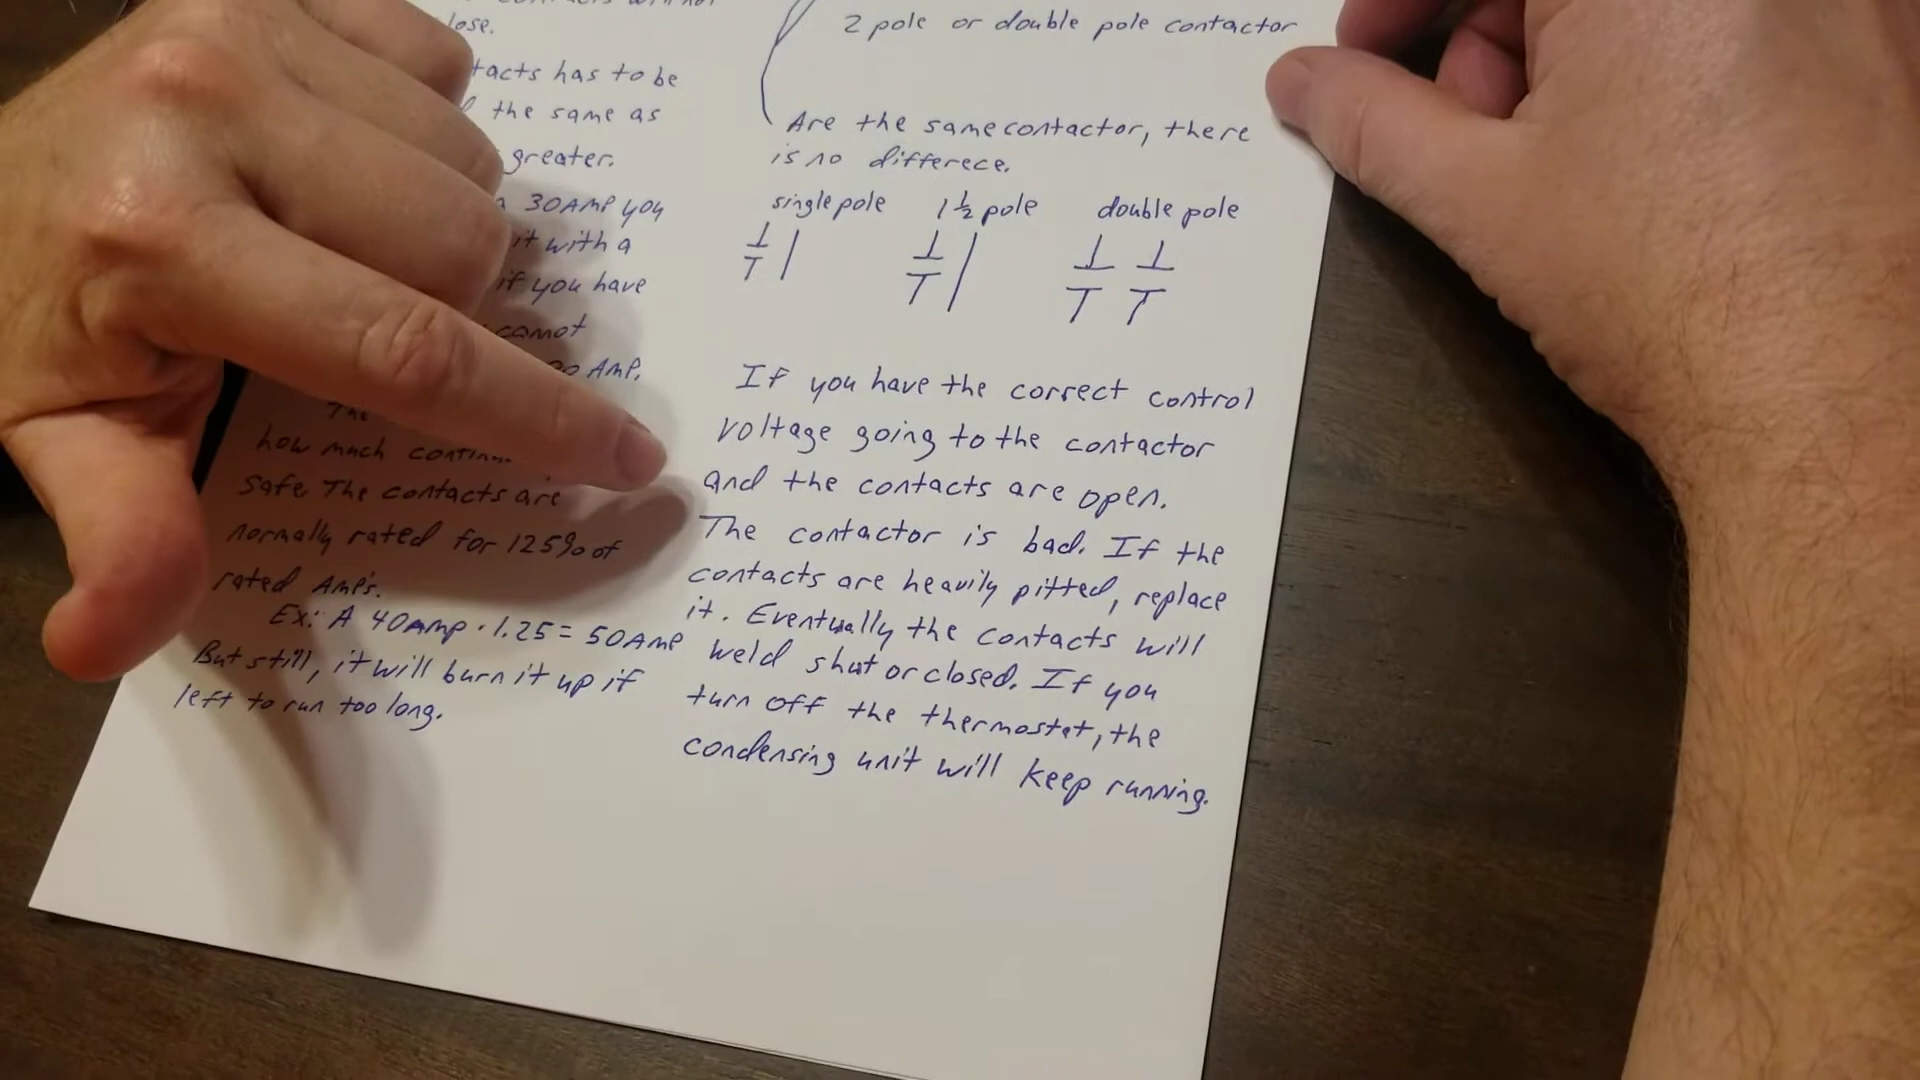 lose.
tacts has to be
the same as
greater.
30AMP you
it with a
if you have
cannot
AMP.
The
how much
safe. The contacts are
normally rated for 125% of
rated AMPs.
Ex: A 40AMP · 1.25 = 50AMP
But still, it will burn it up if
left to run too long.
2 pole or double pole contactor
Are the same contactor, there
is no differece.
single pole 1 1/2 pole double pole
If you have the correct control
voltage going to the contactor
and the contacts are open.
The contactor is bad. If the
contacts are heavily pitted, replace
it. Eventually the contacts will
weld shut or closed. If you
turn off the thermostat, the
condensing unit will keep running.